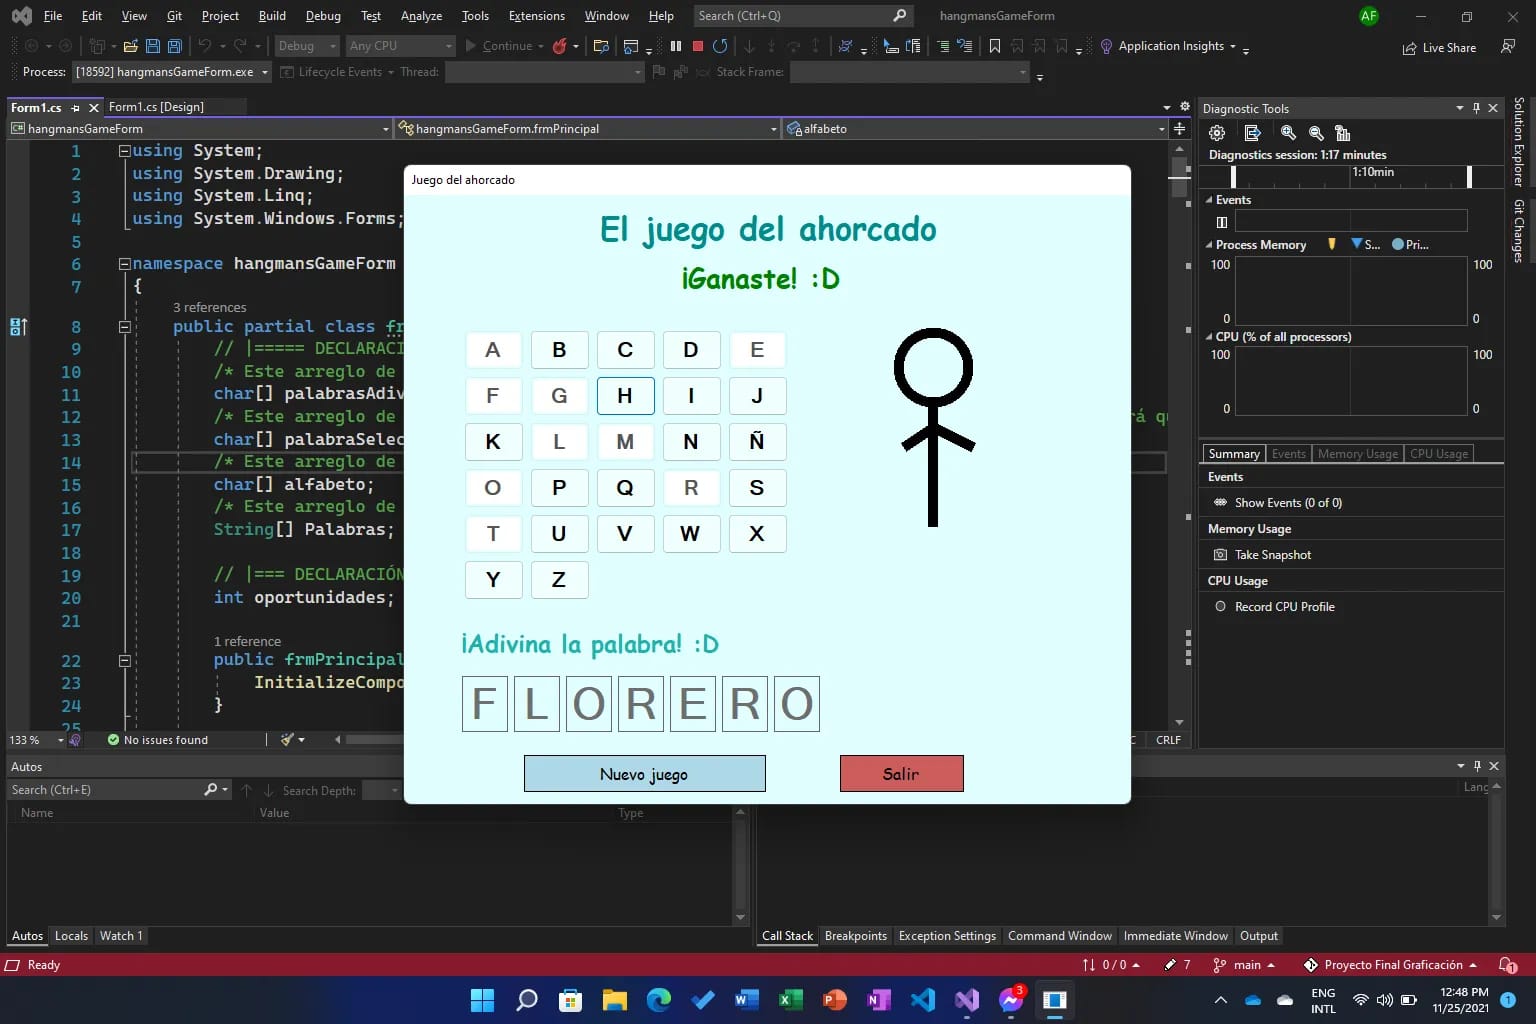 File Edit View Git Project Build Debug Test Analyze Tools Extensions Window Help Search (Ctrl+Q) hangmansGameForm AF
Debug Any CPU Continue Application Insights Live Share
Process: [18592] hangmansGameForm.exe Lifecycle Events Thread: Stack Frame:
Form1.cs Form1.cs [Design]
hangmansGameForm hangmansGameForm.frmPrincipal alfabeto
1 using System;
2 using System.Drawing;
3 using System.Linq;
4 using System.Windows.Forms;
5
6 namespace hangmansGameForm
7 {
3 references
8 public partial class fr
9 // |===== DECLARACI
10 /* Este arreglo de
11 char[] palabrasAdiv
12 /* Este arreglo de
13 char[] palabraSelec
14 /* Este arreglo de
15 char[] alfabeto;
16 /* Este arreglo de
17 String[] Palabras;
18
19 // |=== DECLARACIÓN
20 int oportunidades;
21
1 reference
22 public frmPrincipal
23 InitializeCompo
24 }
25
133 % No issues found CRLF
Juego del ahorcado
El juego del ahorcado
¡Ganaste! :D
A B C D E
F G H I J
K L M N Ñ
O P Q R S
T U V W X
Y Z
¡Adivina la palabra! :D
F L O R E R O
Nuevo juego Salir
Diagnostic Tools
Diagnostics session: 1:17 minutes
1:10min
Events
Process Memory S... Pri...
100 100
0 0
CPU (% of all processors)
100 100
0 0
Summary Events Memory Usage CPU Usage
Events
Show Events (0 of 0)
Memory Usage
Take Snapshot
CPU Usage
Record CPU Profile
Solution Explorer
Git Changes
Autos
Search (Ctrl+E) Search Depth:
Name Value Type
Lang
Autos Locals Watch 1
Call Stack Breakpoints Exception Settings Command Window Immediate Window Output
Ready 0 / 0 7 main Proyecto Final Graficación 1
3
ENG
INTL
12:48 PM
11/25/2021
1